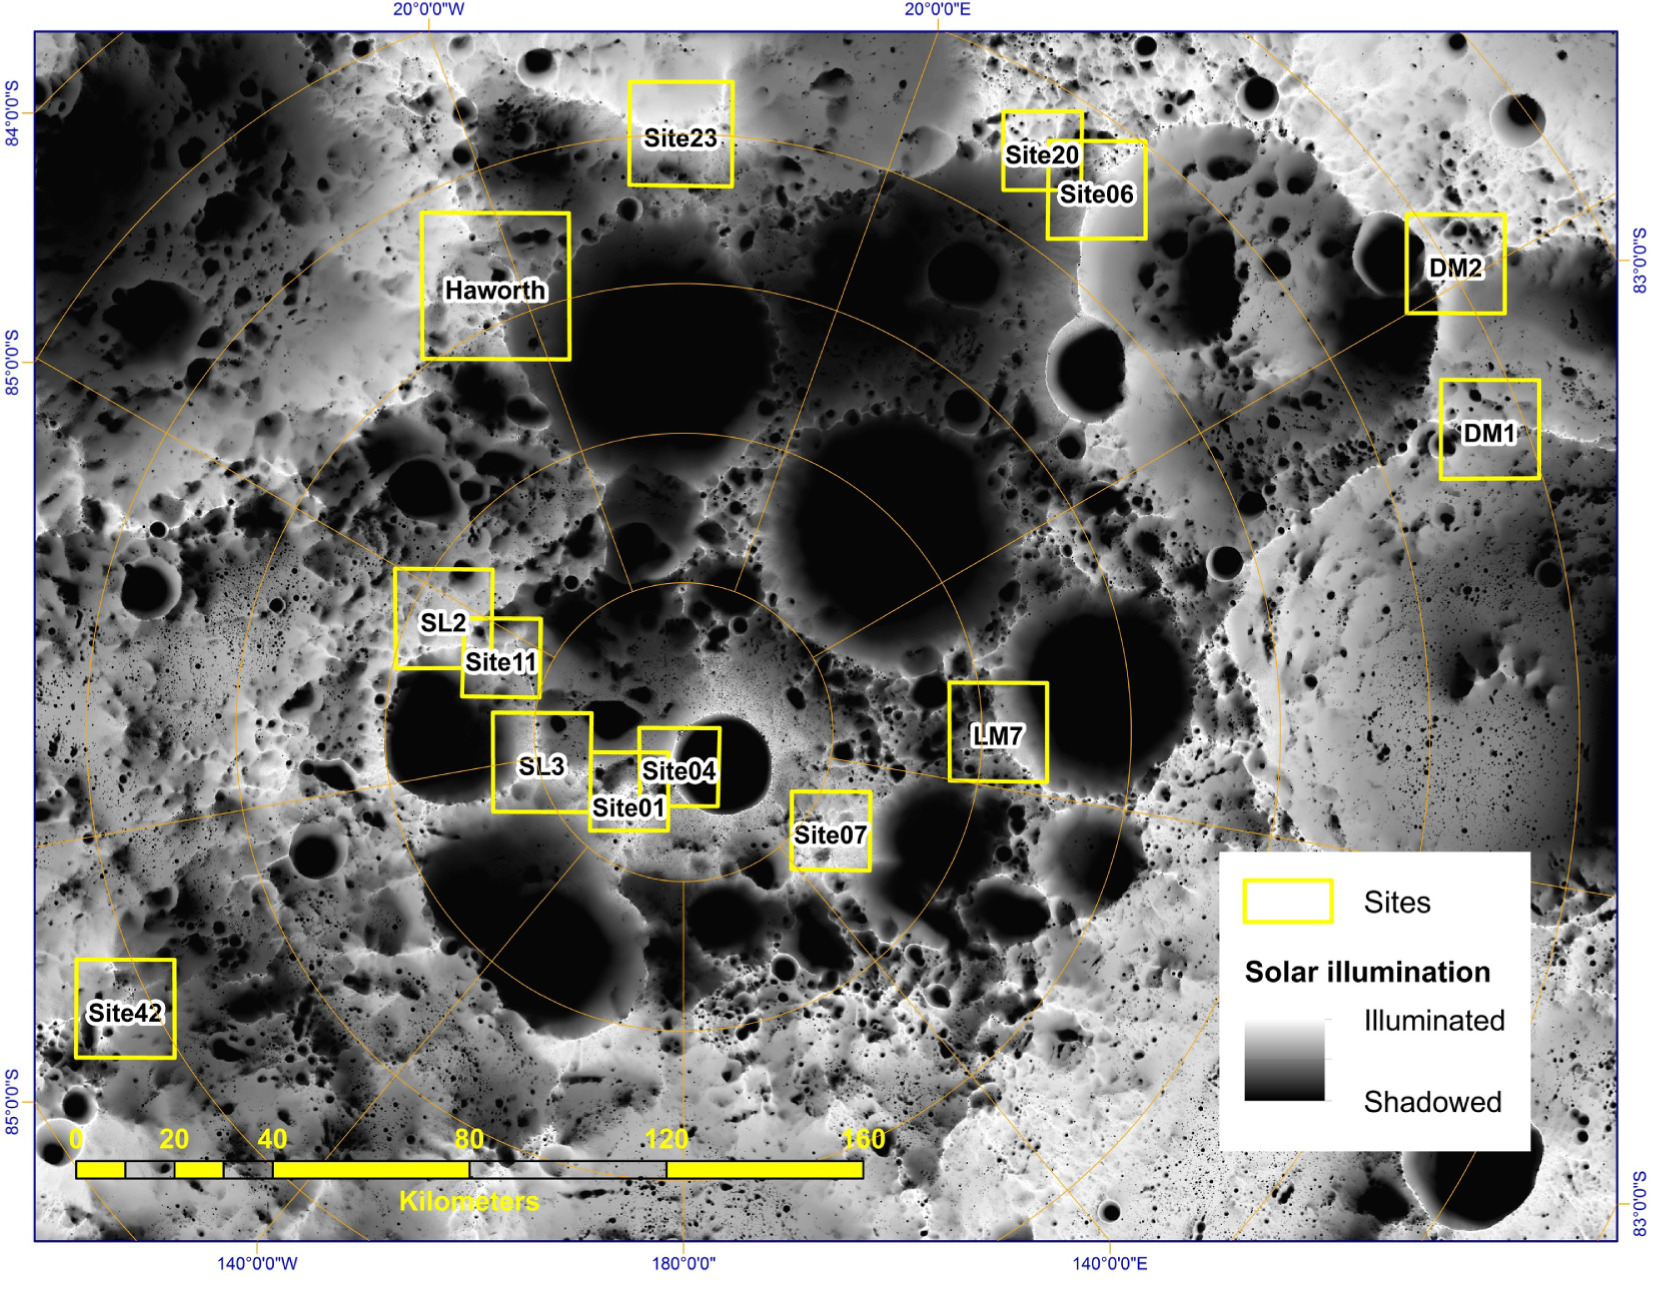 20°0'0"W
20°0'0"E
84°0'0"S
Site23
Site20
Site06
83°0'0"S
DM2
Haworth
85°0'0"S
DM1
SL2
Site11
SL3
Site04
Site01
LM7
Site07
Sites
Solar illumination
Illuminated
Shadowed
Site42
85°0'0"S
0 20 40 80 120 160
Kilometers
83°0'0"S
140°0'0"W
180°0'0"
140°0'0"E